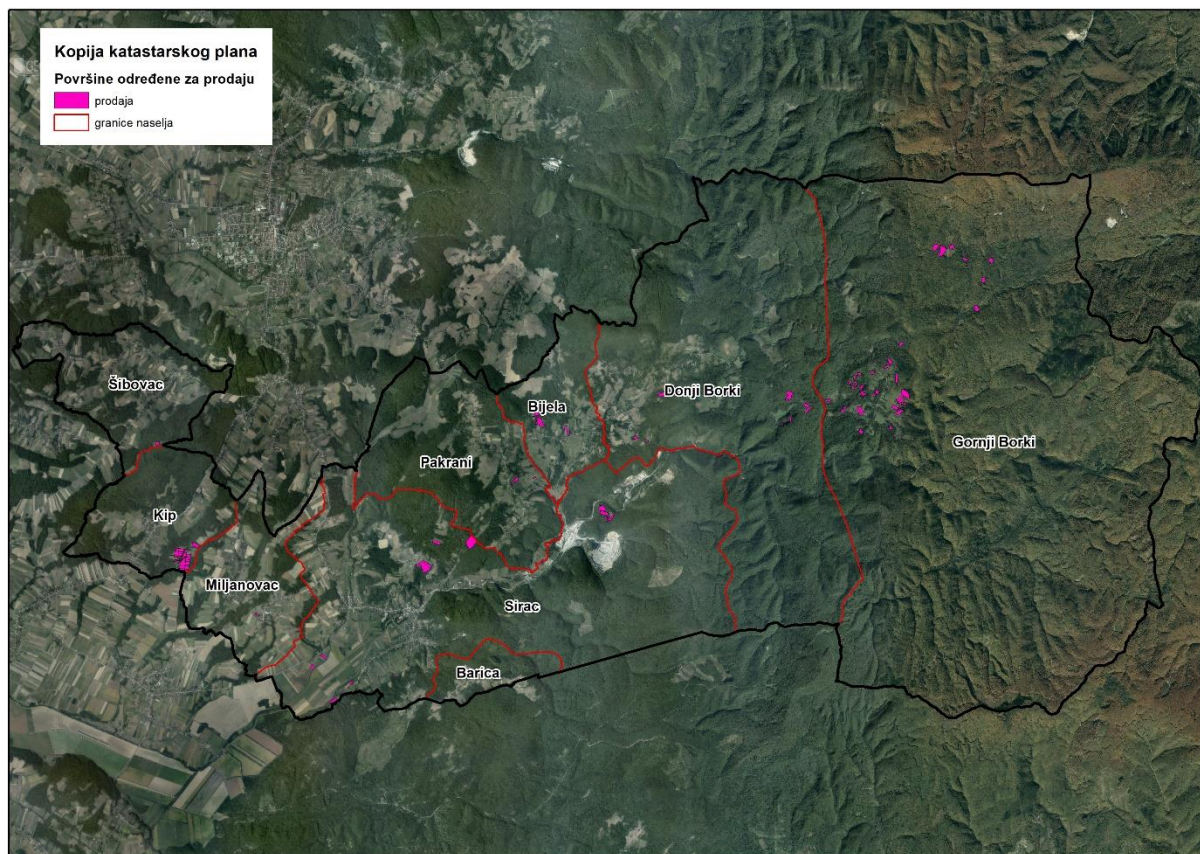 Kopija katastarskog plana
Površine određene za prodaju
prodaja
granice naselja
Šibovac
Bijela
Donji Borki
Pakrani
Gornji Borki
Kip
Miljanovac
Sirac
Barica